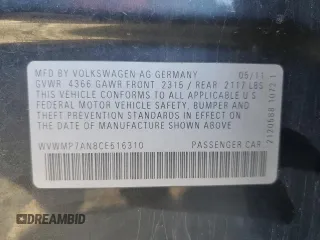 MFD BY VOLKSWAGEN AG GERMANY 05/11
GVWR 4366 GAWR FRONT 2315 / REAR 2117 LBS
THIS VEHICLE CONFORMS TO ALL APPLICABLE U S
FEDERAL MOTOR VEHICLE SAFETY, BUMPER AND
THEFT PREVENTION STANDARDS IN EFFECT ON THE
DATE OF MANUFACTURE SHOWN ABOVE
WVWMP7AN8CE516310 PASSENGER CAR
DREAMBID